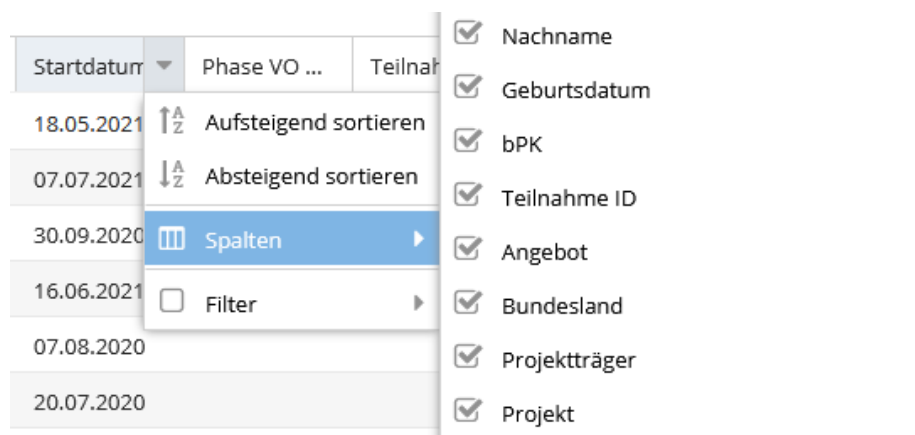 Startdatum
Phase VO ...
Teilnah
18.05.2021
07.07.2021
30.09.2020
16.06.2021
07.08.2020
20.07.2020
Aufsteigend sortieren
Absteigend sortieren
Spalten
Filter
Nachname
Geburtsdatum
bPK
Teilnahme ID
Angebot
Bundesland
Projektträger
Projekt